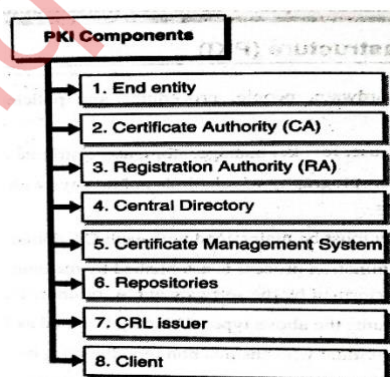 PKI Components
1. End entity
2. Certificate Authority (CA)
3. Registration Authority (RA)
4. Central Directory
5. Certificate Management System
6. Repositories
7. CRL issuer
8. Client